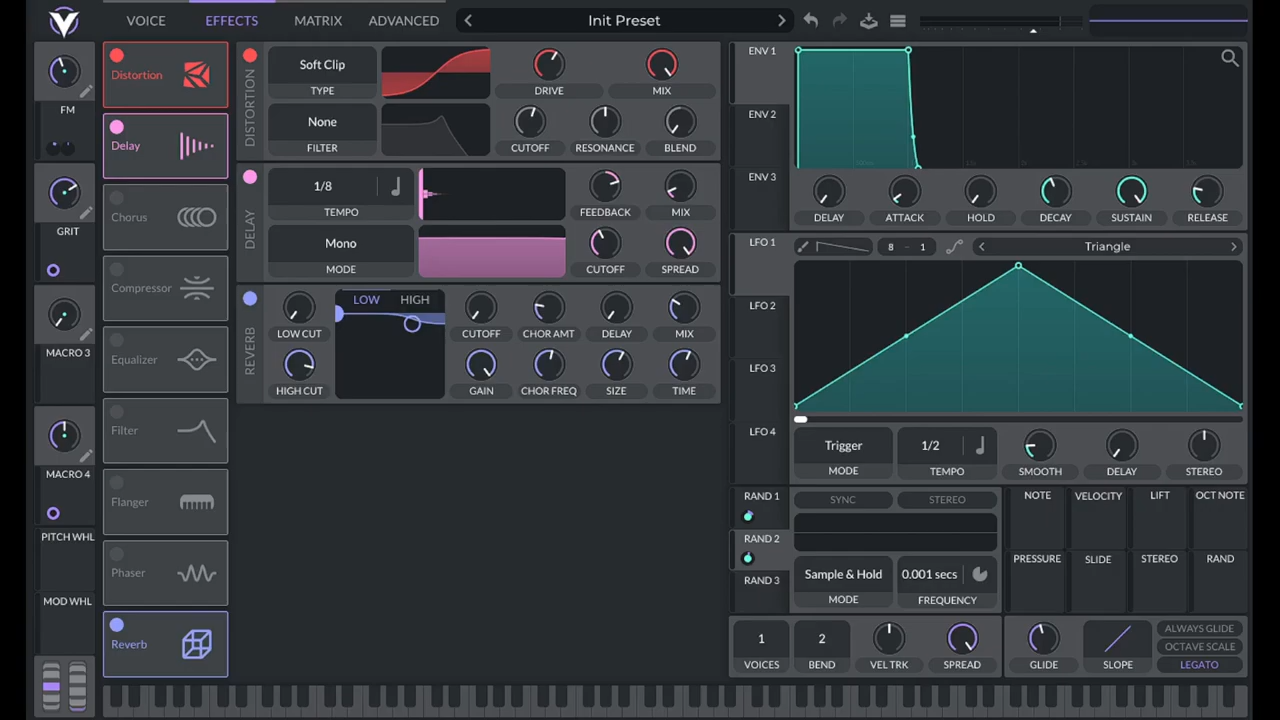 VOICE
EFFECTS
MATRIX
ADVANCED
Init Preset
FM
GRIT
MACRO 3
MACRO 4
PITCH WHL
MOD WHL
Distortion
Delay
Chorus
Compressor
Equalizer
Filter
Flanger
Phaser
Reverb
DISTORTION
Soft Clip
TYPE
DRIVE
MIX
None
FILTER
CUTOFF
RESONANCE
BLEND
DELAY
1/8
TEMPO
FEEDBACK
MIX
Mono
MODE
CUTOFF
SPREAD
REVERB
LOW CUT
LOW
HIGH
CUTOFF
CHOR AMT
DELAY
MIX
HIGH CUT
GAIN
CHOR FREQ
SIZE
TIME
ENV 1
ENV 2
ENV 3
DELAY
ATTACK
HOLD
DECAY
SUSTAIN
RELEASE
LFO 1
LFO 2
LFO 3
LFO 4
8 - 1
Triangle
Trigger
MODE
1/2
TEMPO
SMOOTH
DELAY
STEREO
RAND 1
RAND 2
RAND 3
SYNC
STEREO
Sample & Hold
MODE
0.001 secs
FREQUENCY
NOTE
VELOCITY
LIFT
OCT NOTE
PRESSURE
SLIDE
STEREO
RAND
1
VOICES
2
BEND
VEL TRK
SPREAD
GLIDE
SLOPE
ALWAYS GLIDE
OCTAVE SCALE
LEGATO